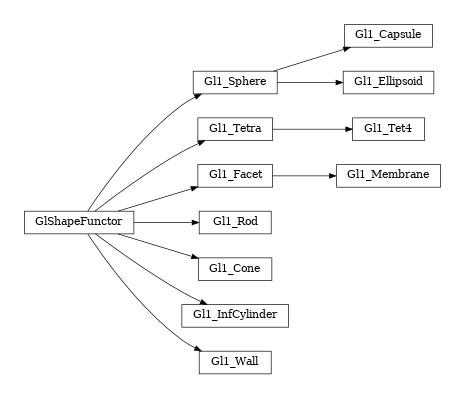 Gl1_Capsule
Gl1_Sphere
Gl1_Ellipsoid
Gl1_Tetra
Gl1_Tet4
Gl1_Facet
Gl1_Membrane
GlShapeFunctor
Gl1_Rod
Gl1_Cone
Gl1_InfCylinder
Gl1_Wall